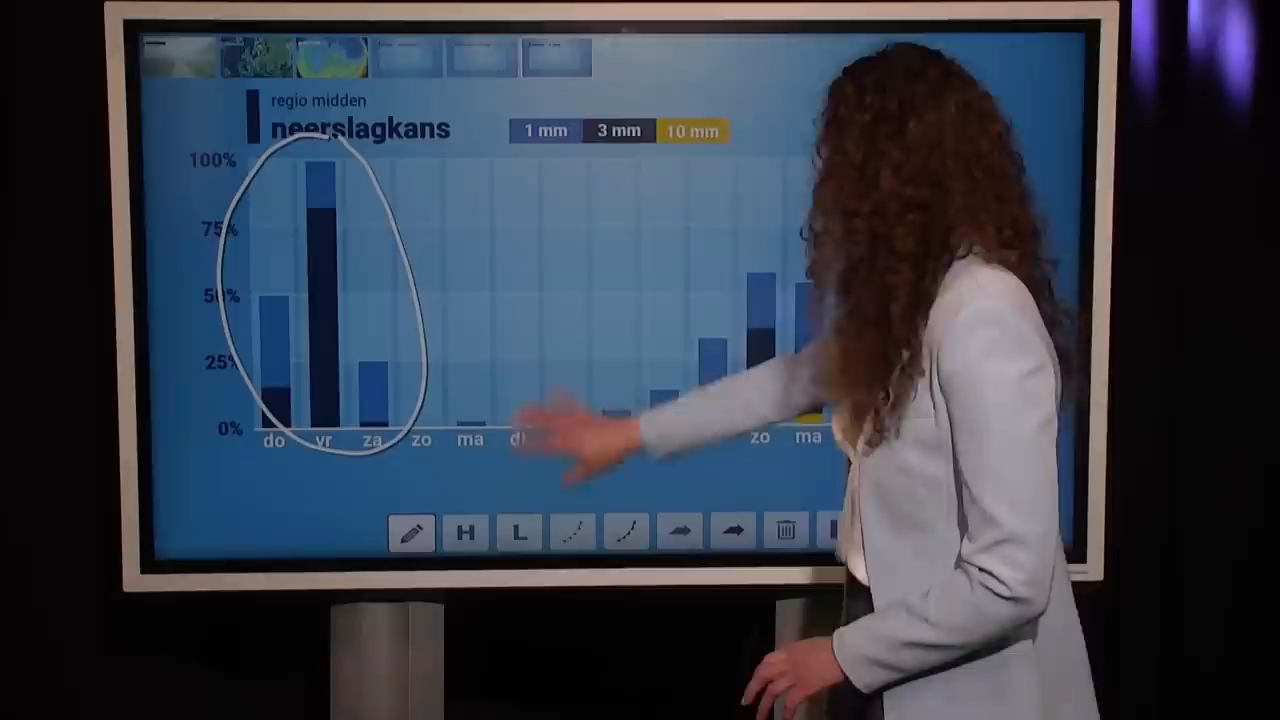 regio midden
neerslagkans
1 mm 3 mm 10 mm
100%
75%
50%
25%
0%
do vr za zo ma zo ma
H L